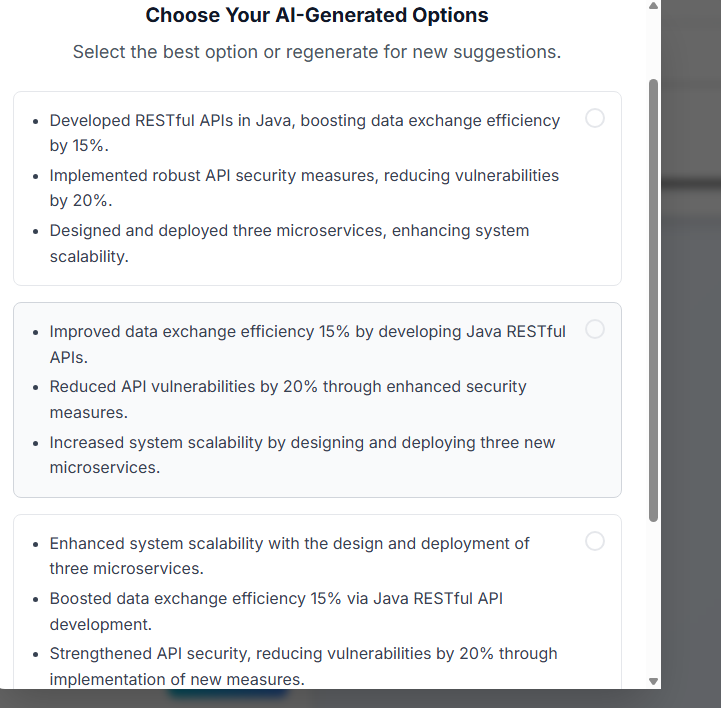 Choose Your AI-Generated Options
Select the best option or regenerate for new suggestions.
• Developed RESTful APIs in Java, boosting data exchange efficiency
by 15%.
• Implemented robust API security measures, reducing vulnerabilities
by 20%.
• Designed and deployed three microservices, enhancing system
scalability.
• Improved data exchange efficiency 15% by developing Java RESTful
APIs.
• Reduced API vulnerabilities by 20% through enhanced security
measures.
• Increased system scalability by designing and deploying three new
microservices.
• Enhanced system scalability with the design and deployment of
three microservices.
• Boosted data exchange efficiency 15% via Java RESTful API
development.
• Strengthened API security, reducing vulnerabilities by 20% through
implementation of new measures.